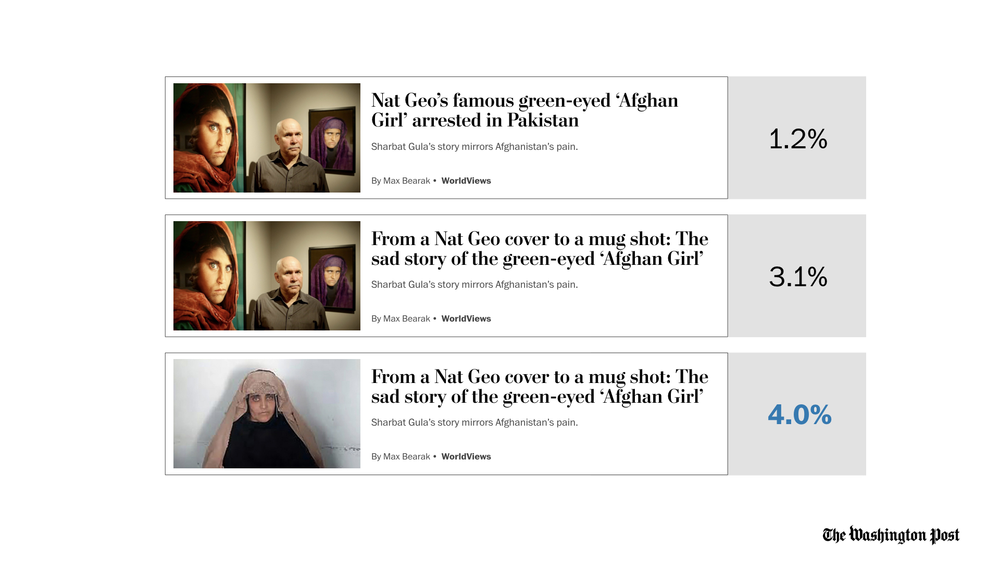 Nat Geo’s famous green-eyed ‘Afghan
Girl’ arrested in Pakistan
Sharbat Gula’s story mirrors Afghanistan’s pain.
By Max Bearak • WorldViews
1.2%
From a Nat Geo cover to a mug shot: The
sad story of the green-eyed ‘Afghan Girl’
Sharbat Gula’s story mirrors Afghanistan’s pain.
By Max Bearak • WorldViews
3.1%
From a Nat Geo cover to a mug shot: The
sad story of the green-eyed ‘Afghan Girl’
Sharbat Gula’s story mirrors Afghanistan’s pain.
By Max Bearak • WorldViews
4.0%
The Washington Post